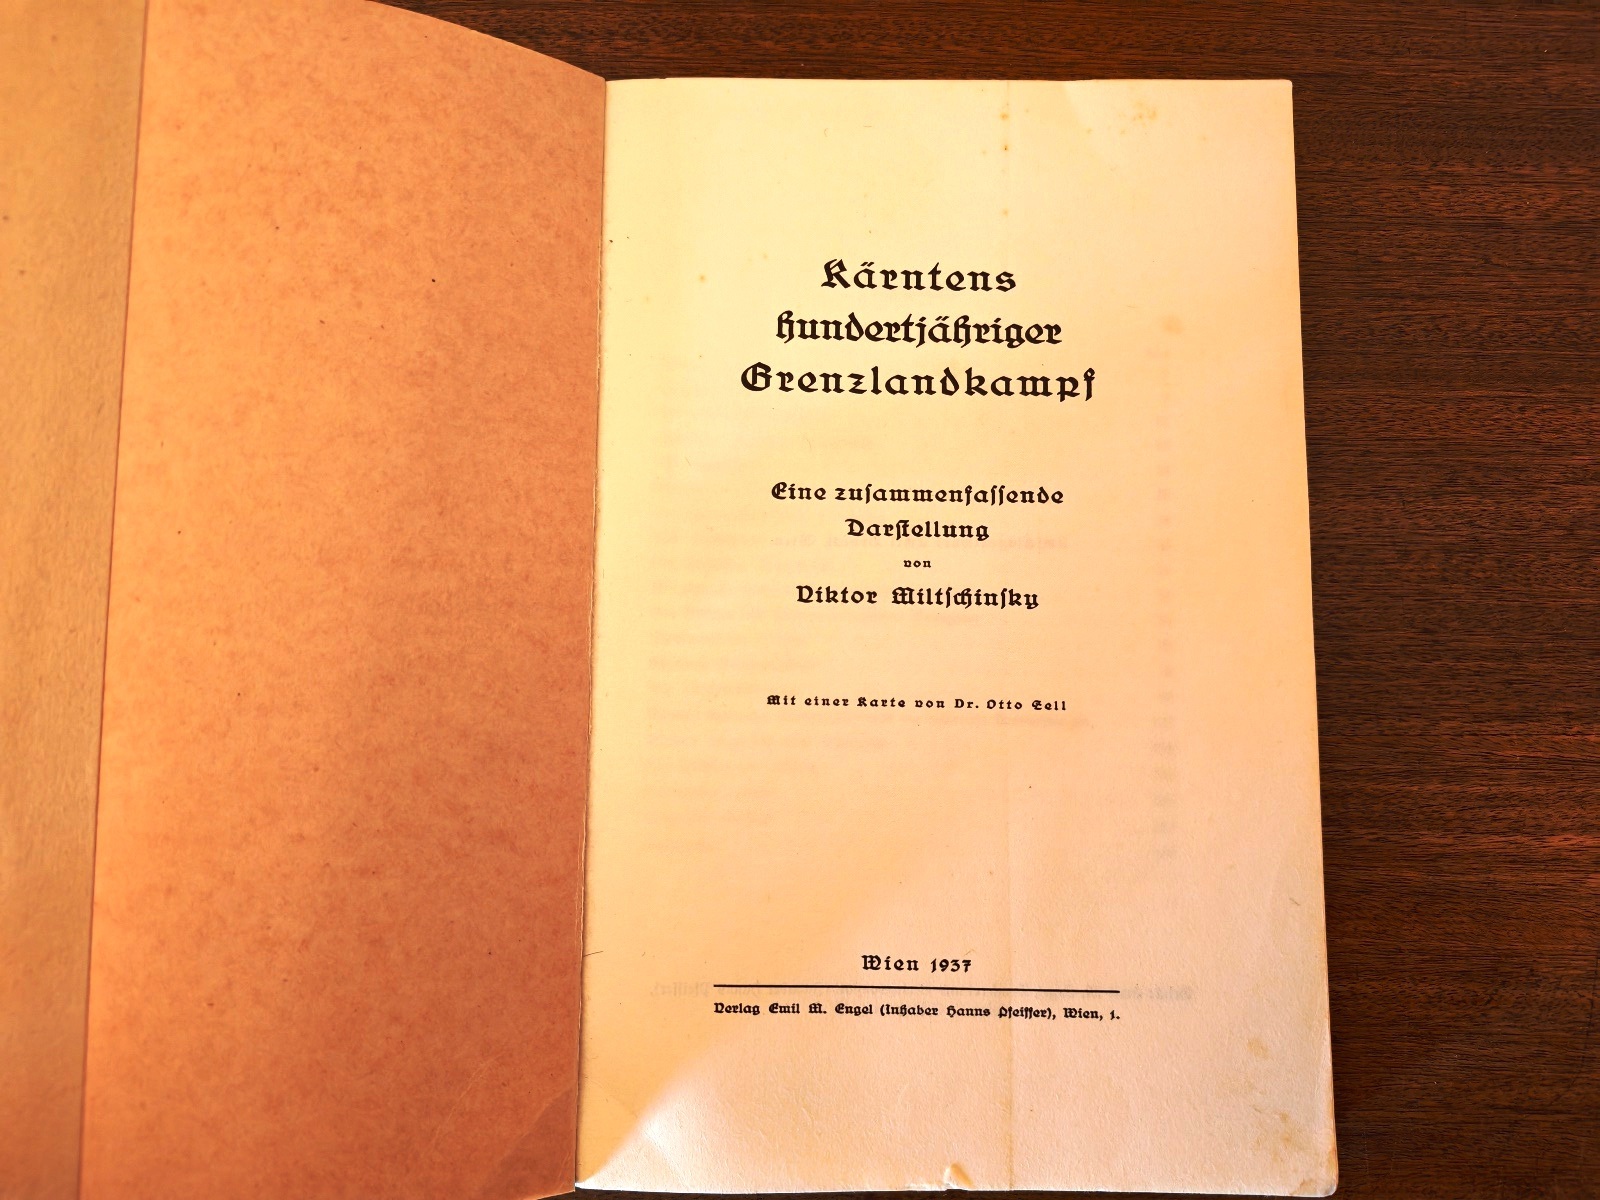 Kärntens
hundertjähriger
Grenzlandkampf
Eine zuſammenfaſſende
Darſtellung
von
Viktor Miltſchinſky
Mit einer Karte von Dr. Otto Lell
Wien 1937
Verlag Emil M. Engel (Inhaber Hanns Pfeiffer), Wien, 1.